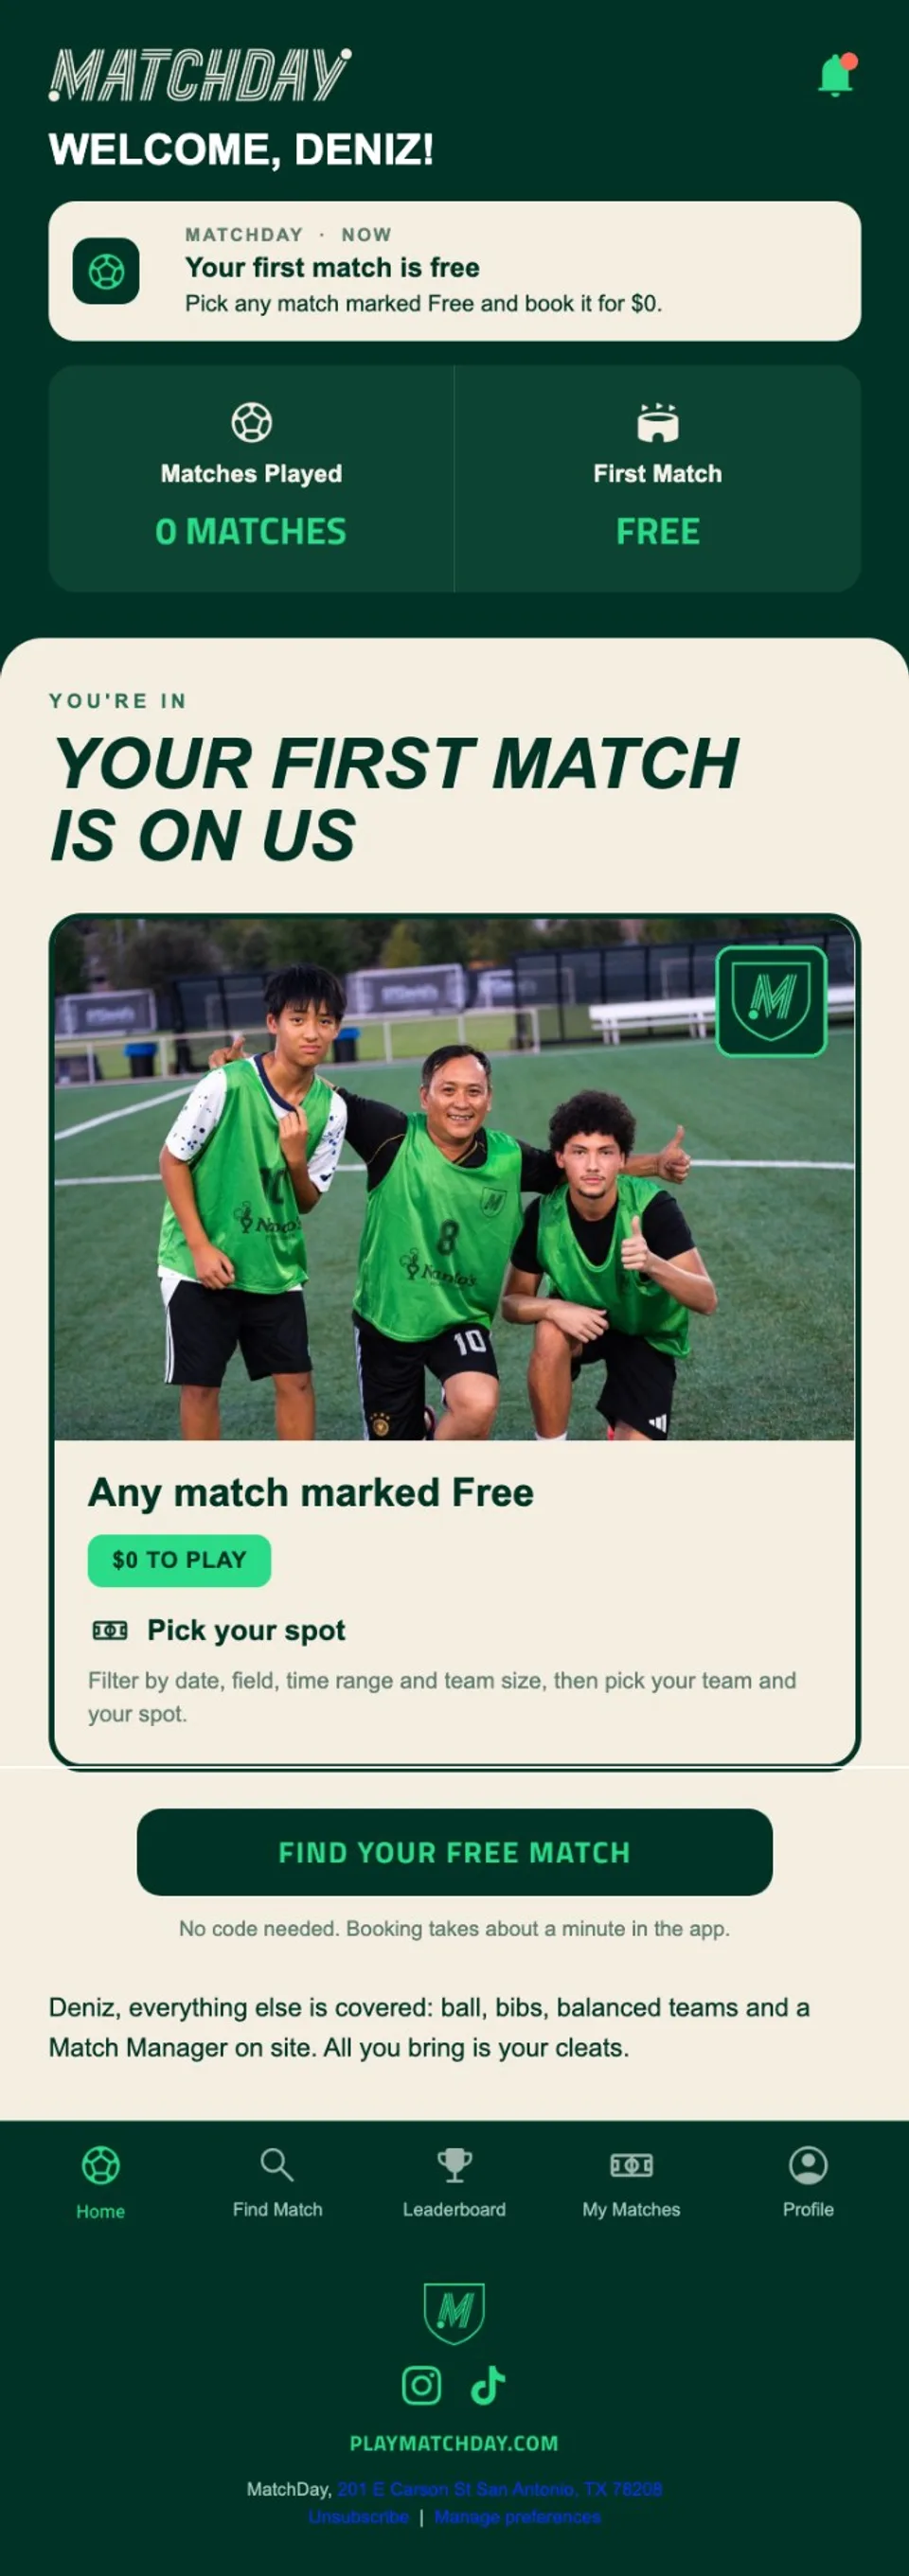 MATCHDAY
WELCOME, DENIZ!
MATCHDAY · NOW
Your first match is free
Pick any match marked Free and book it for $0.
Matches Played
0 MATCHES
First Match
FREE
YOU'RE IN
YOUR FIRST MATCH
IS ON US
M
8
Nando's
10
Any match marked Free
$0 TO PLAY
Pick your spot
Filter by date, field, time range and team size, then pick your team and
your spot.
FIND YOUR FREE MATCH
No code needed. Booking takes about a minute in the app.
Deniz, everything else is covered: ball, bibs, balanced teams and a
Match Manager on site. All you bring is your cleats.
Home
Find Match
Leaderboard
My Matches
Profile
M
PLAYMATCHDAY.COM
MatchDay, 201 E Carson St San Antonio, TX 78208
Unsubscribe | Manage preferences